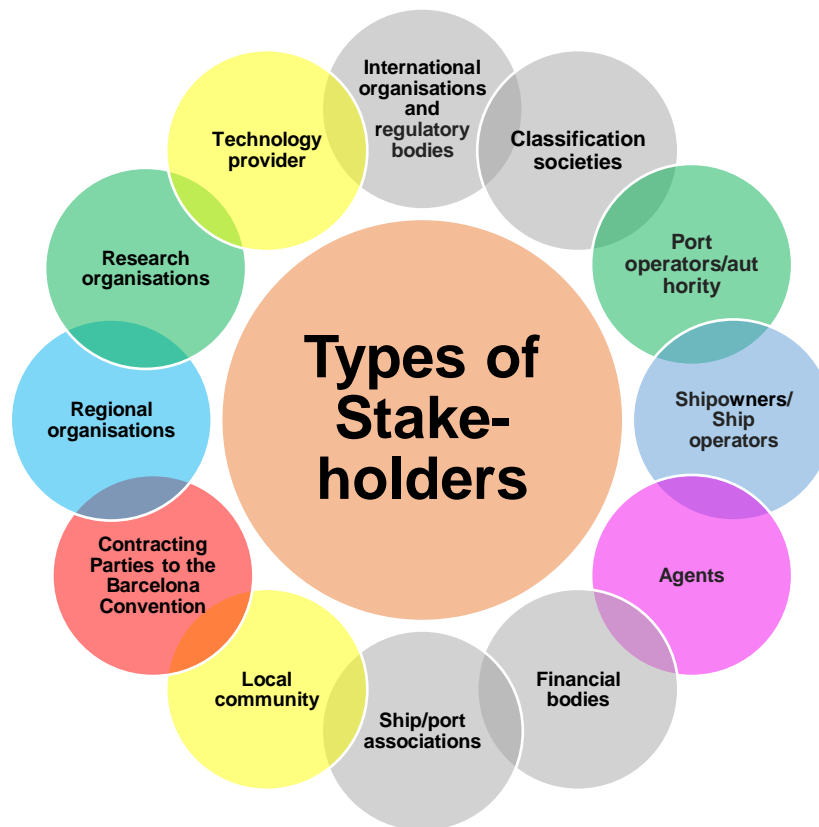 International
organisations
and
regulatory
bodies
Classification
societies
Port
operators/aut
hority
Shipowners/
Ship
operators
Agents
Financial
bodies
Ship/port
associations
Local
community
Contracting
Parties to the
Barcelona
Convention
Regional
organisations
Research
organisations
Technology
provider
Types of
Stake-
holders